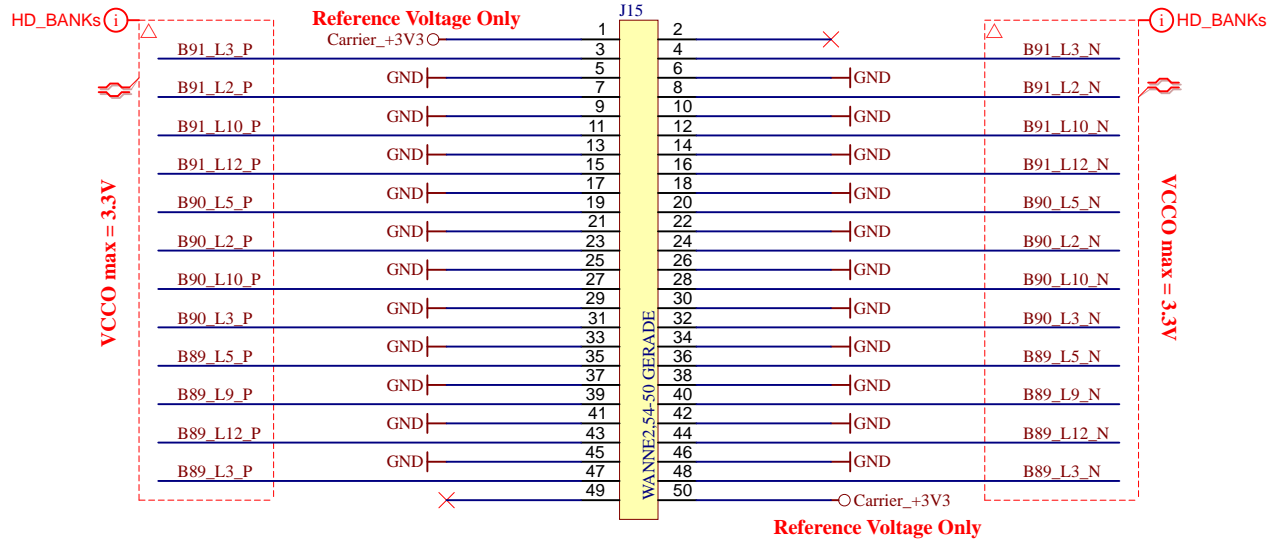 HD_BANKs i Reference Voltage Only J15 i HD_BANKs
Carrier_+3V3 1 2
B91_L3_P 3 4 B91_L3_N
GND 5 6 GND
B91_L2_P 7 8 B91_L2_N
GND 9 10 GND
B91_L10_P 11 12 B91_L10_N
GND 13 14 GND
B91_L12_P 15 16 B91_L12_N
GND 17 18 GND
B90_L5_P 19 20 B90_L5_N
GND 21 22 GND
B90_L2_P 23 24 B90_L2_N
GND 25 26 GND
B90_L10_P 27 28 B90_L10_N
GND 29 30 GND
B90_L3_P 31 32 B90_L3_N
GND 33 34 GND
B89_L5_P 35 36 B89_L5_N
GND 37 38 GND
B89_L9_P 39 40 B89_L9_N
GND 41 42 GND
B89_L12_P 43 44 B89_L12_N
GND 45 46 GND
B89_L3_P 47 48 B89_L3_N
49 50 Carrier_+3V3
Reference Voltage Only
VCCO max = 3.3V
WANNE2,54-50 GERADE
VCCO max = 3.3V